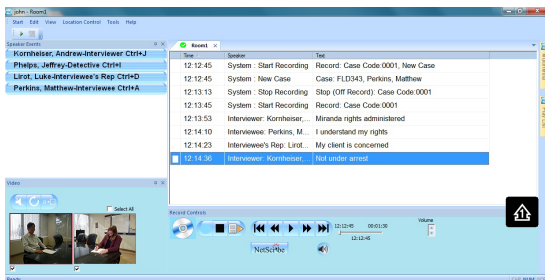 john - Room1
Start Edit View Location Control Tools Help
Speaker Events
Kornheiser, Andrew-Interviewer Ctrl+J
Phelps, Jeffrey-Detective Ctrl+I
Lirot, Luke-Interviewee's Rep Ctrl+D
Perkins, Matthew-Interviewee Ctrl+A
Room1
Time Speaker Text
12:12:45 System : Start Recording Record: Case Code:0001, New Case
12:12:45 System : New Case Case: FLD343, Perkins, Matthew
12:13:13 System : Stop Recording Stop (Off Record): Case Code:0001
12:13:45 System : Start Recording Record: Case Code:0001
12:13:53 Interviewer: Kornheiser,... Miranda rights administered
12:14:10 Interviewee: Perkins, M... I understand my rights
12:14:23 Interviewee's Rep: Lirot... My client is concerned
12:14:36 Interviewer: Kornheiser,... Not under arrest
Video
Select All
Record Controls
12:12:45 00:01:30
12:12:45
Volume
NetScribe
Ready